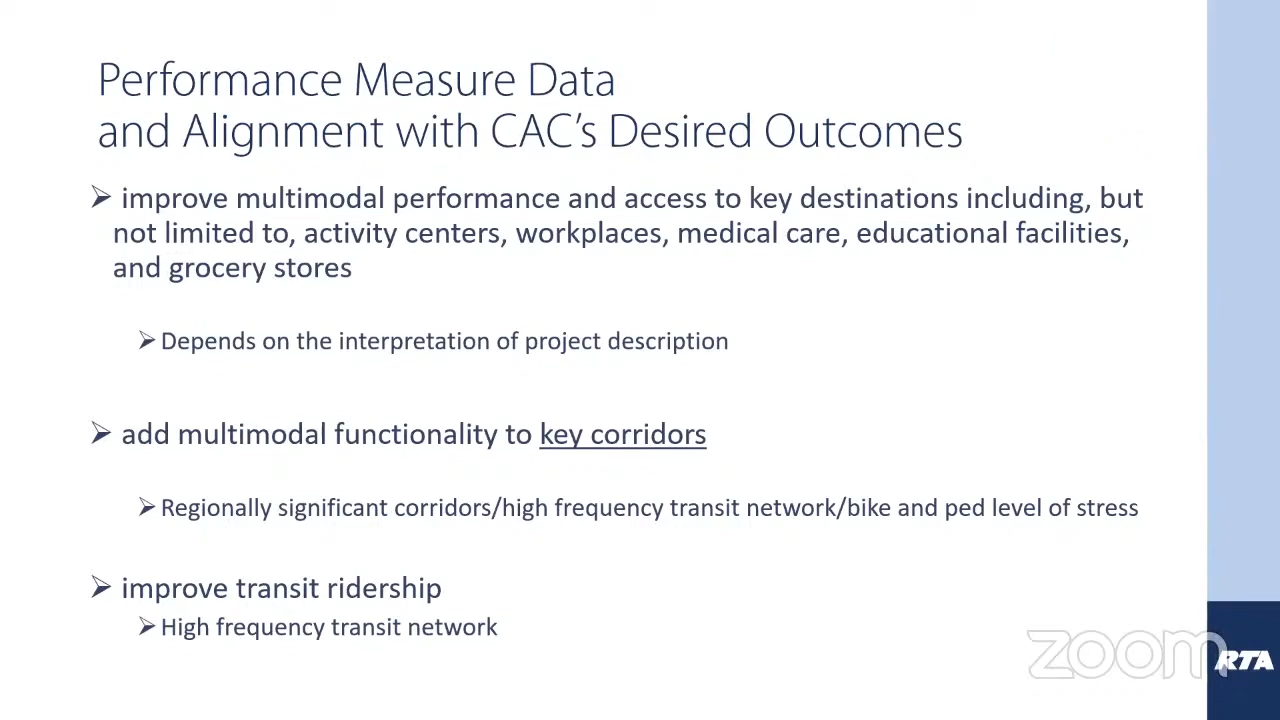 Performance Measure Data
and Alignment with CAC's Desired Outcomes
improve multimodal performance and access to key destinations including, but
not limited to, activity centers, workplaces, medical care, educational facilities,
and grocery stores
Depends on the interpretation of project description
add multimodal functionality to key corridors
Regionally significant corridors/high frequency transit network/bike and ped level of stress
improve transit ridership
High frequency transit network
zoom
RTA